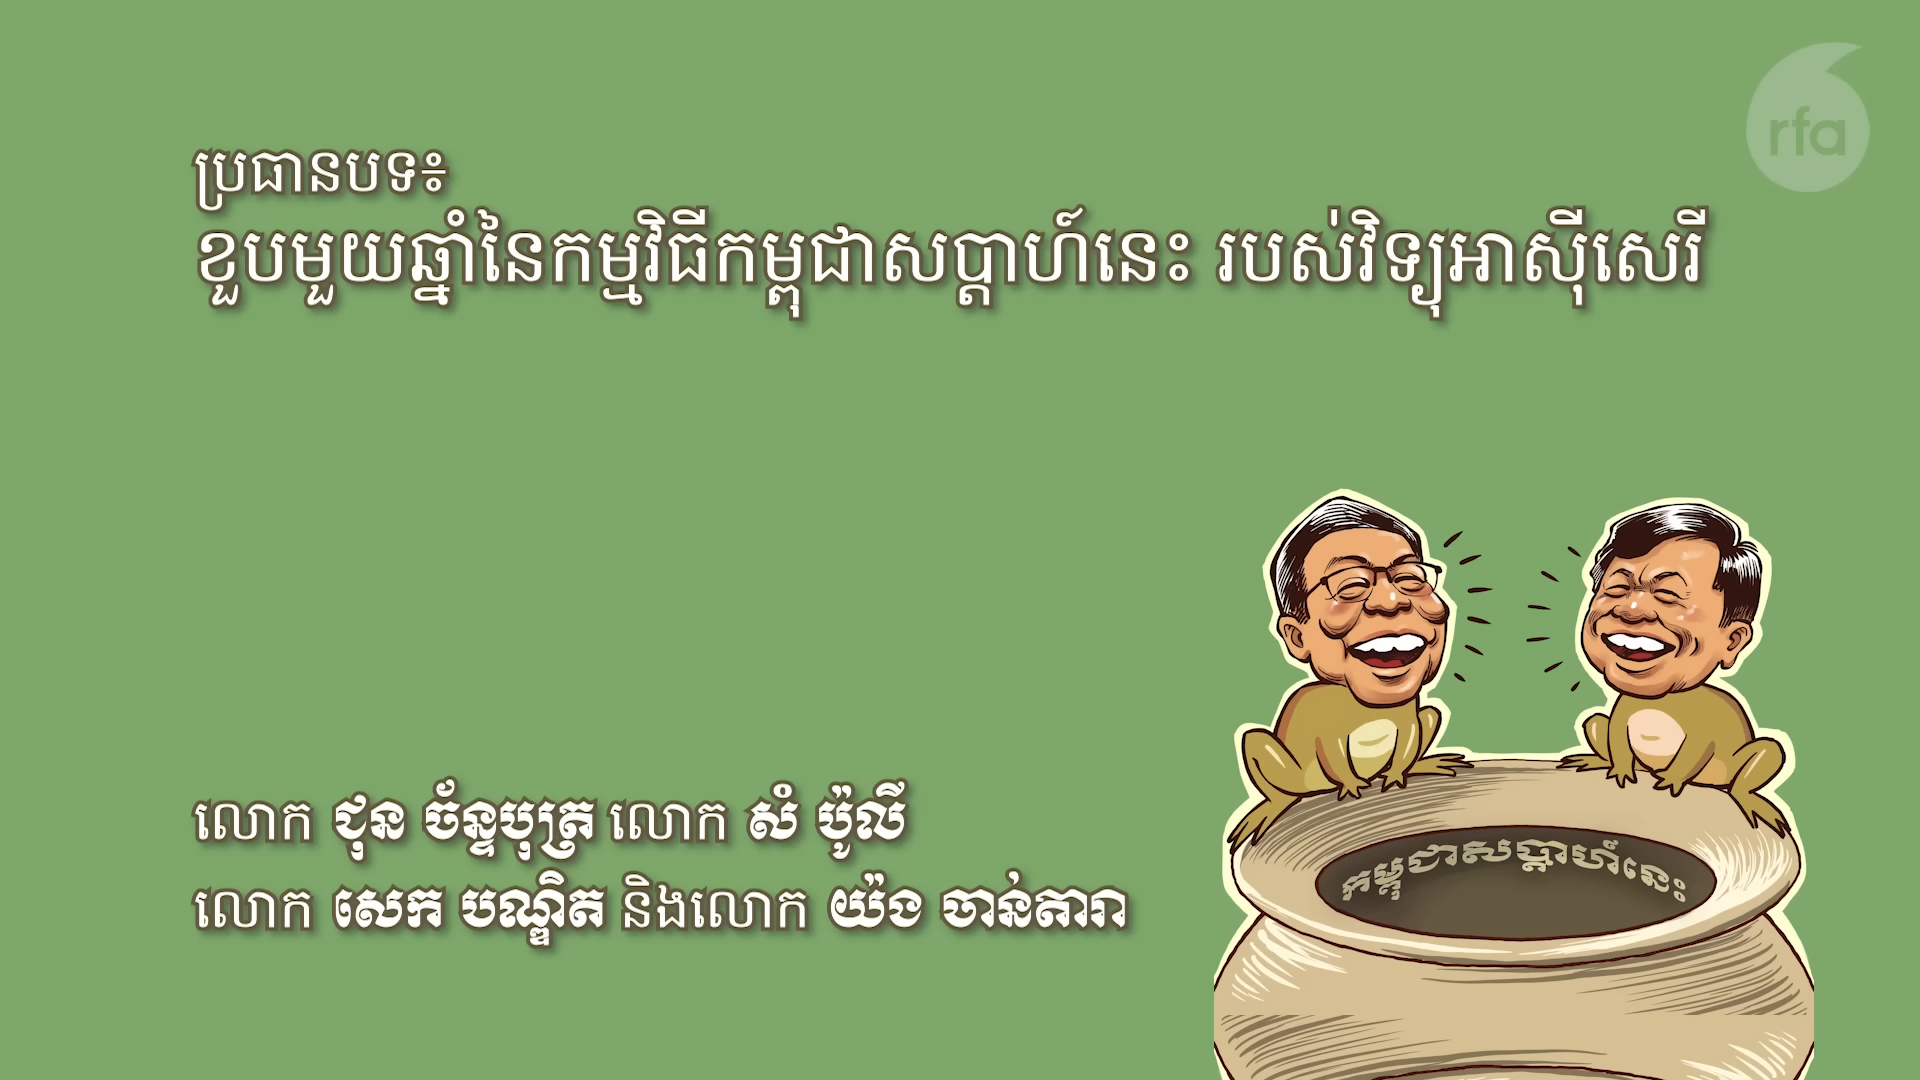 rfa
ប្រធានបទ៖
ខួបមួយឆ្នាំនៃកម្មវិធីកម្ពុជាសប្ដាហ៍នេះ របស់វិទ្យុអាស៊ីសេរី
លោក ជុន ច័ន្ទបុត្រ លោក សំ ប៉ូលី
លោក សេក បណ្ឌិត និងលោក យ៉ង ចាន់តារា
កម្ពុជាសប្ដាហ៍នេះ